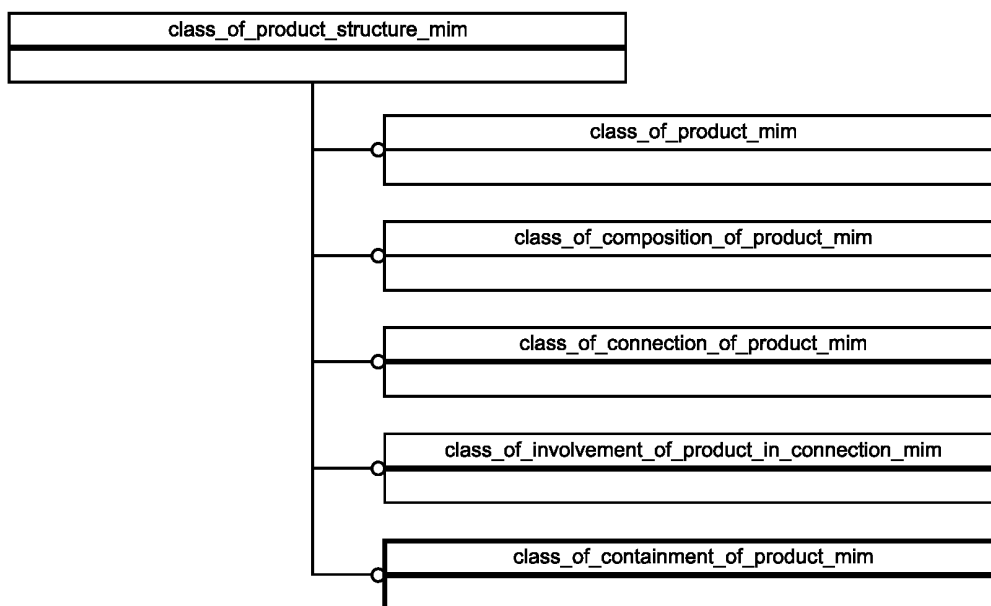 class_of_product_structure_mim
class_of_product_mim
class_of_composition_of_product_mim
class_of_connection_of_product_mim
class_of_involvement_of_product_in_connection_mim
class_of_containment_of_product_mim